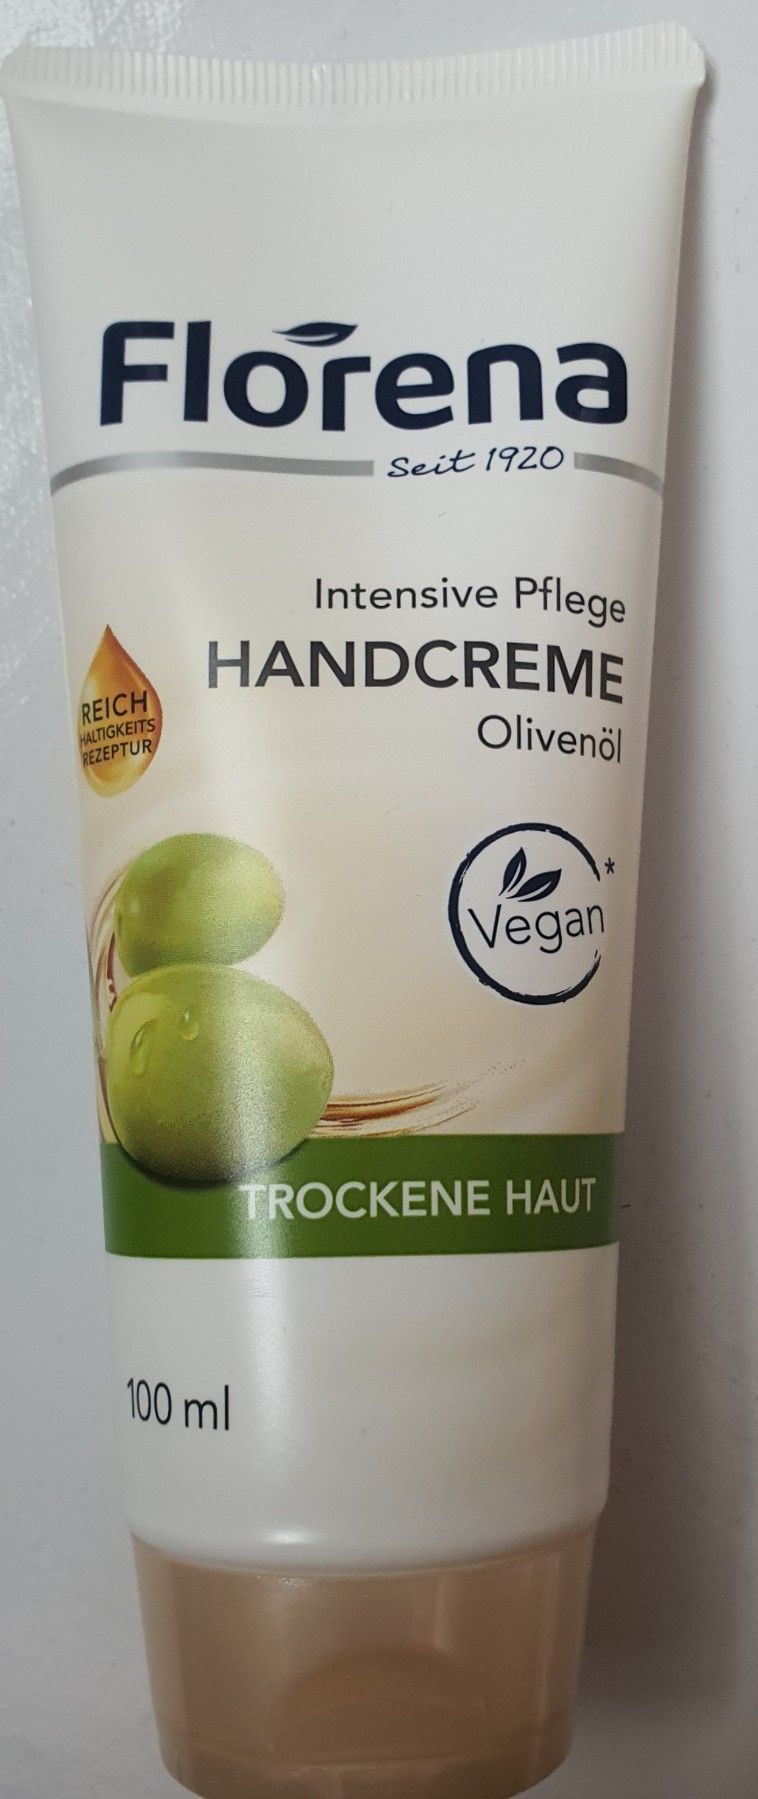 Florena
Seit 1920
Intensive Pflege
HANDCREME
Olivenöl
REICH
HALTIGKEITS
REZEPTUR
Vegan*
TROCKENE HAUT
100 ml